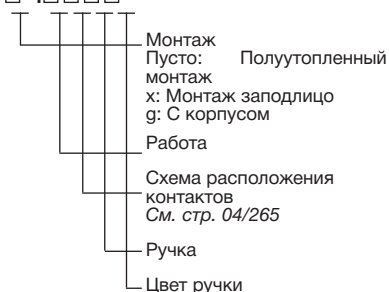 Монтаж
Пусто: Полуутопленный
монтаж
x: Монтаж заподлицо
g: С корпусом
Работа
Схема расположения
контактов
См. стр. 04/265
Ручка
Цвет ручки